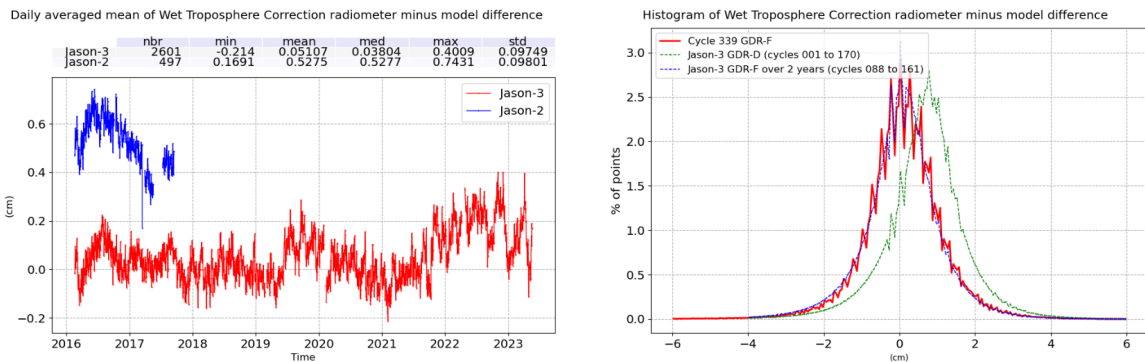 Daily averaged mean of Wet Troposphere Correction radiometer minus model difference
nbr min mean med max std
Jason-3 2601 -0.214 0.05107 0.03804 0.4009 0.09749
Jason-2 497 0.1691 0.5275 0.5277 0.7431 0.09801
Jason-3
Jason-2
0.6
0.4
0.2
0.0
−0.2
(cm)
2016 2017 2018 2019 2020 2021 2022 2023
Time
Histogram of Wet Troposphere Correction radiometer minus model difference
Cycle 339 GDR-F
Jason-3 GDR-D (cycles 001 to 170)
Jason-3 GDR-F over 2 years (cycles 088 to 161)
3.0
2.5
2.0
1.5
1.0
0.5
0.0
% of points
−6 −4 −2 0 2 4 6
(cm)